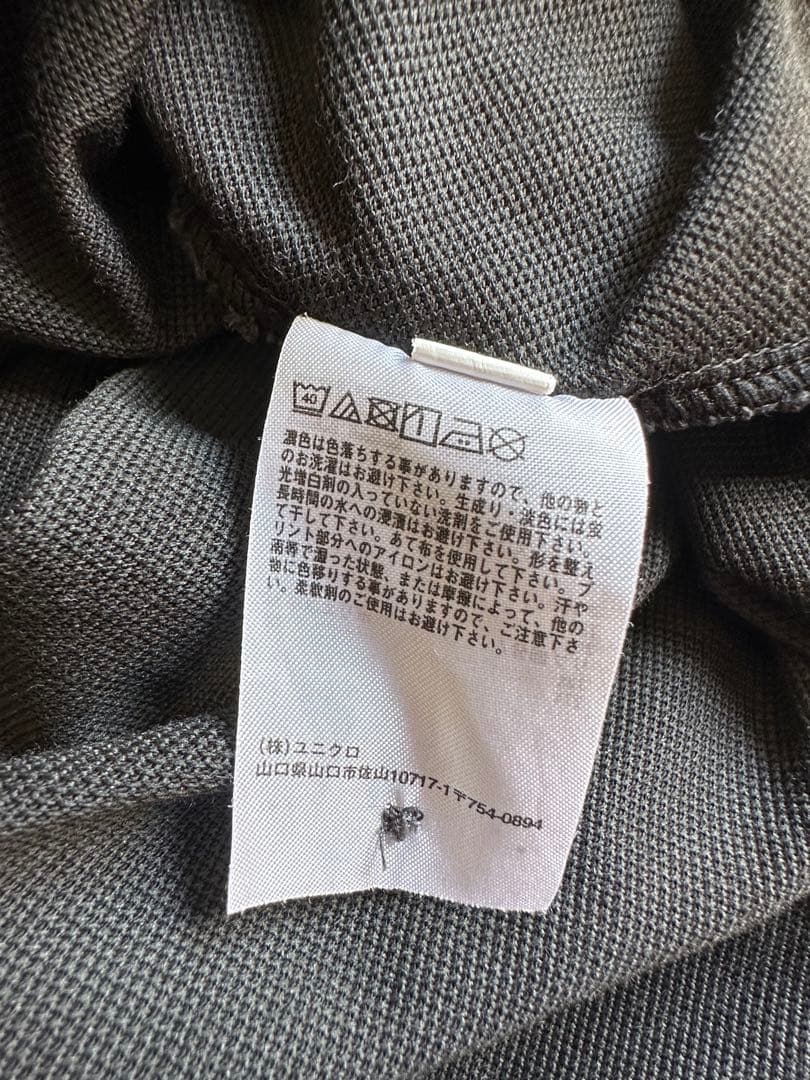 40
濃色は色落ちする事がありますので、他の物と
のお洗濯はお避け下さい。生成り・淡色には蛍
光増白剤の入っていない洗剤をご使用下さい。
長時間の水への浸漬はお避け下さい。形を整え
て干して下さい。あて布を使用して下さい。プ
リント部分へのアイロンはお避け下さい。汗や
雨等で湿った状態、または摩擦によって、他の
物に色移りする事がありますので、ご注意下さ
い。柔軟剤のご使用はお避け下さい。
(株)ユニクロ
山口県山口市佐山10717-1〒754-0894